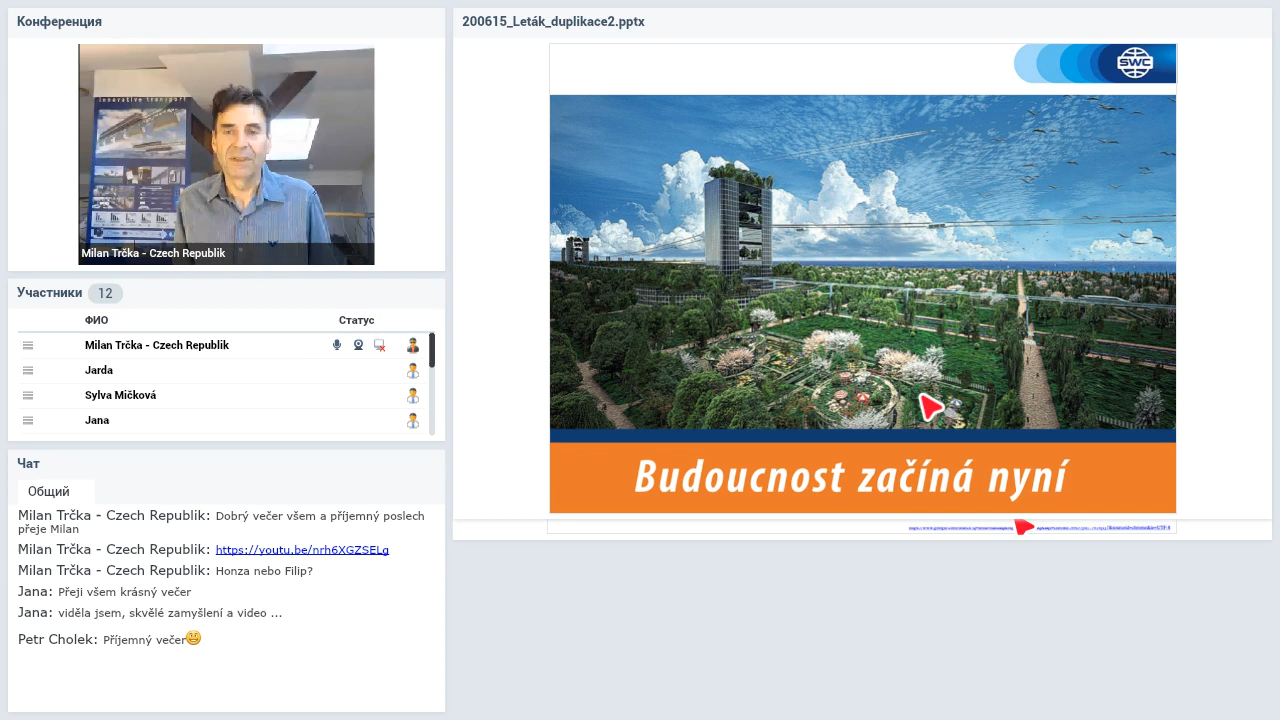 Конференция
innovative transport
Milan Trčka - Czech Republik
Участники 12
ФИО Статус
Milan Trčka - Czech Republik
Jarda
Sylva Mičková
Jana
Чат
Общий
Milan Trčka - Czech Republik: Dobrý večer všem a příjemný poslech
přeje Milan
Milan Trčka - Czech Republik: https://youtu.be/nrh6XGZSELg
Milan Trčka - Czech Republik: Honza nebo Filip?
Jana: Přeji všem krásný večer
Jana: viděla jsem, skvělé zamyšlení a video ...
Petr Cholek: Příjemný večer
200615_Leták_duplikace2.pptx
SWC
Budoucnost začíná nyní